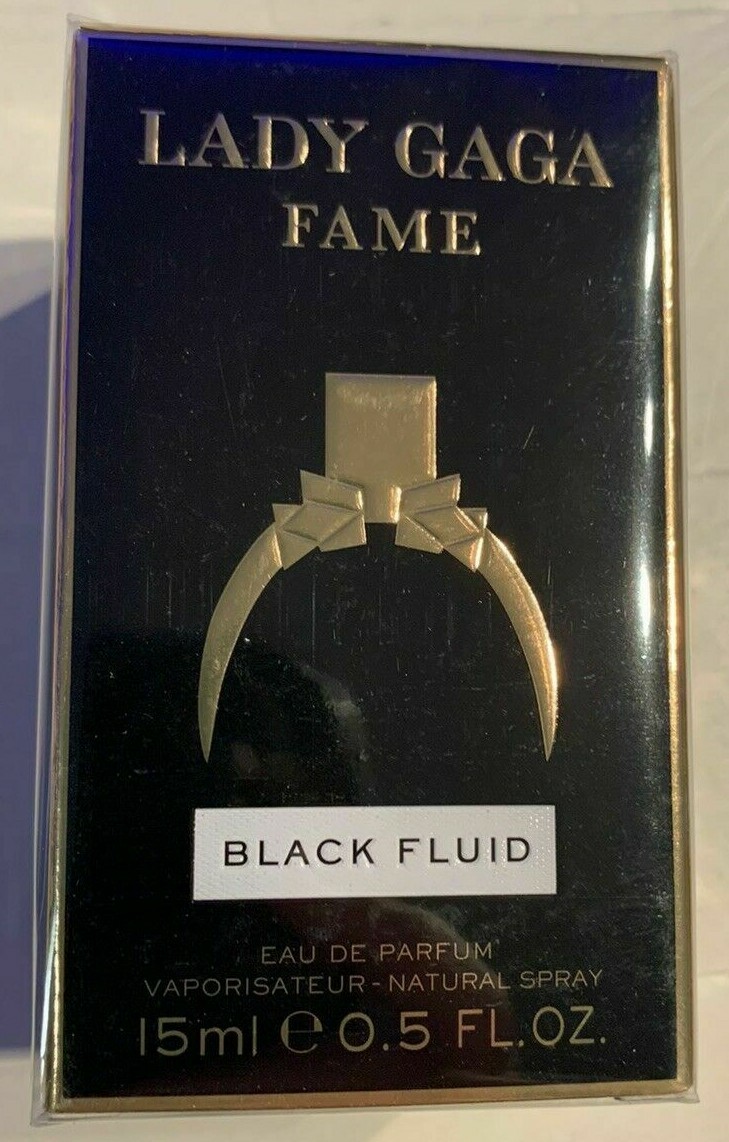 LADY GAGA
FAME
BLACK FLUID
EAU DE PARFUM
VAPORISATEUR - NATURAL SPRAY
15ml ℮ 0.5 FL.OZ.